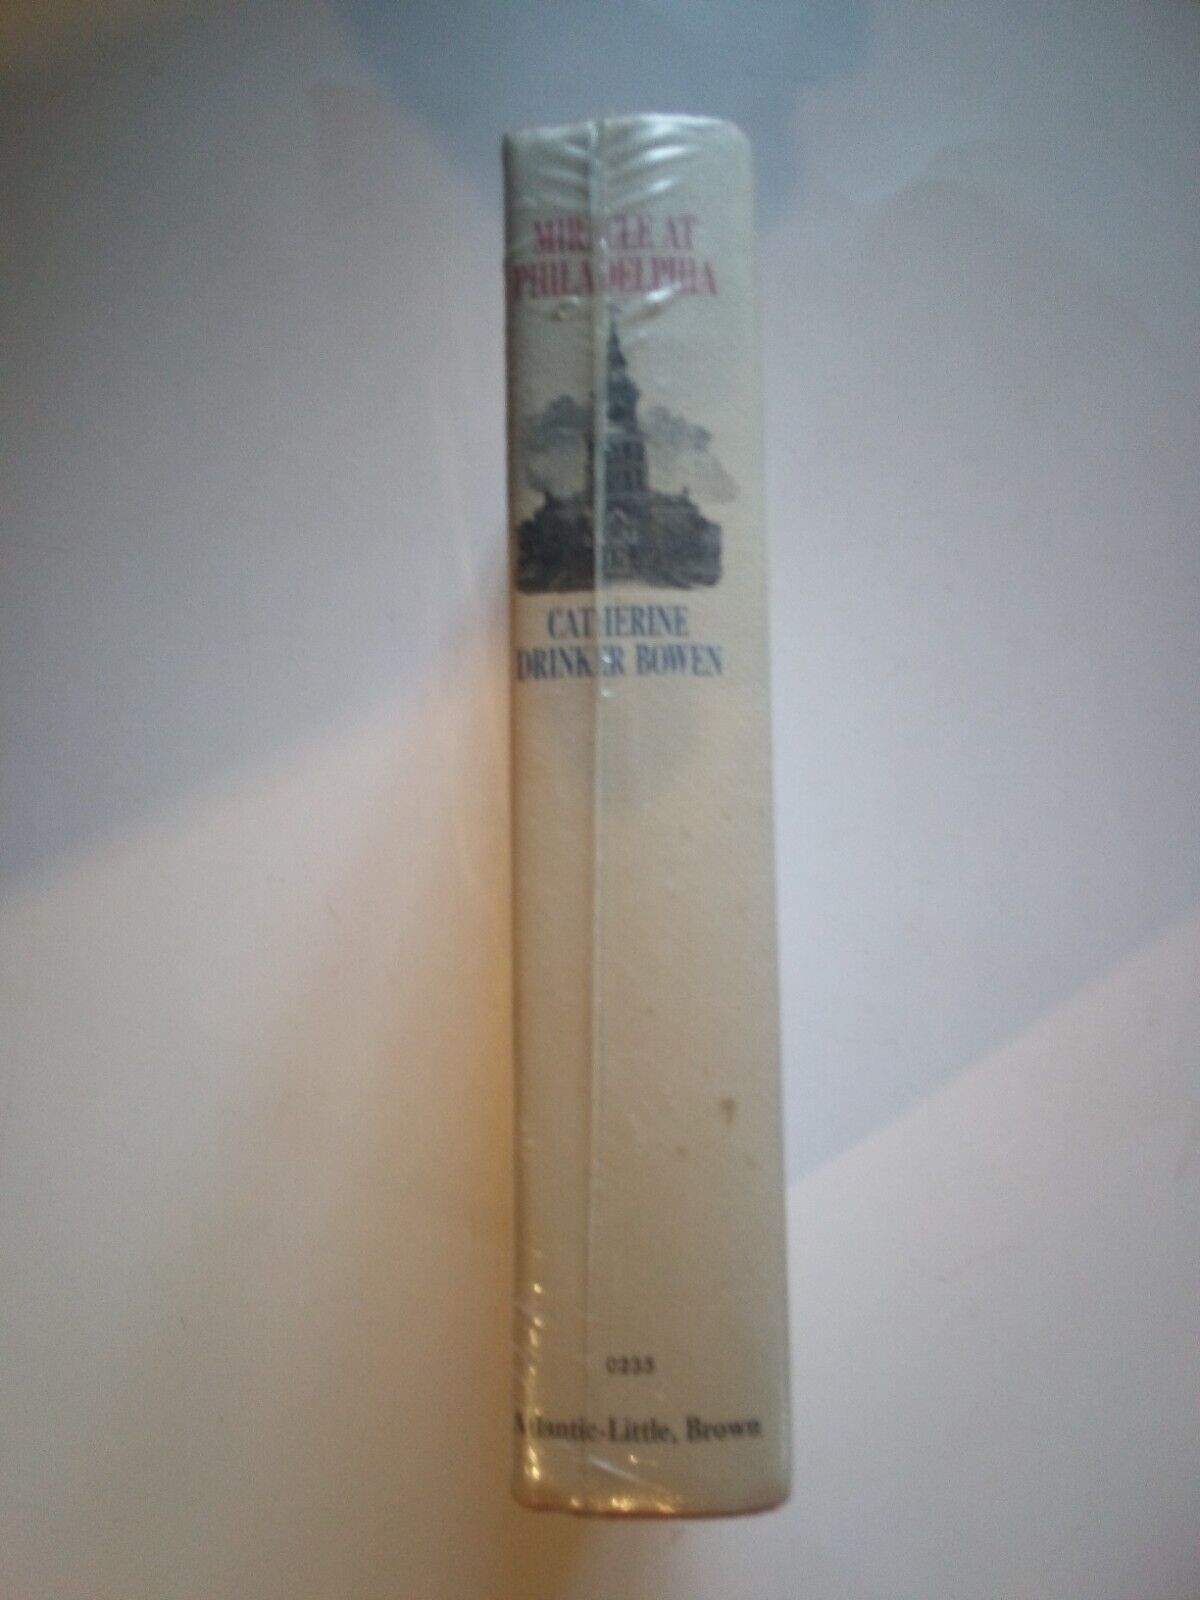 MIRACLE AT
PHILADELPHIA
CATHERINE
DRINKER BOWEN
0233
Atlantic-Little, Brown